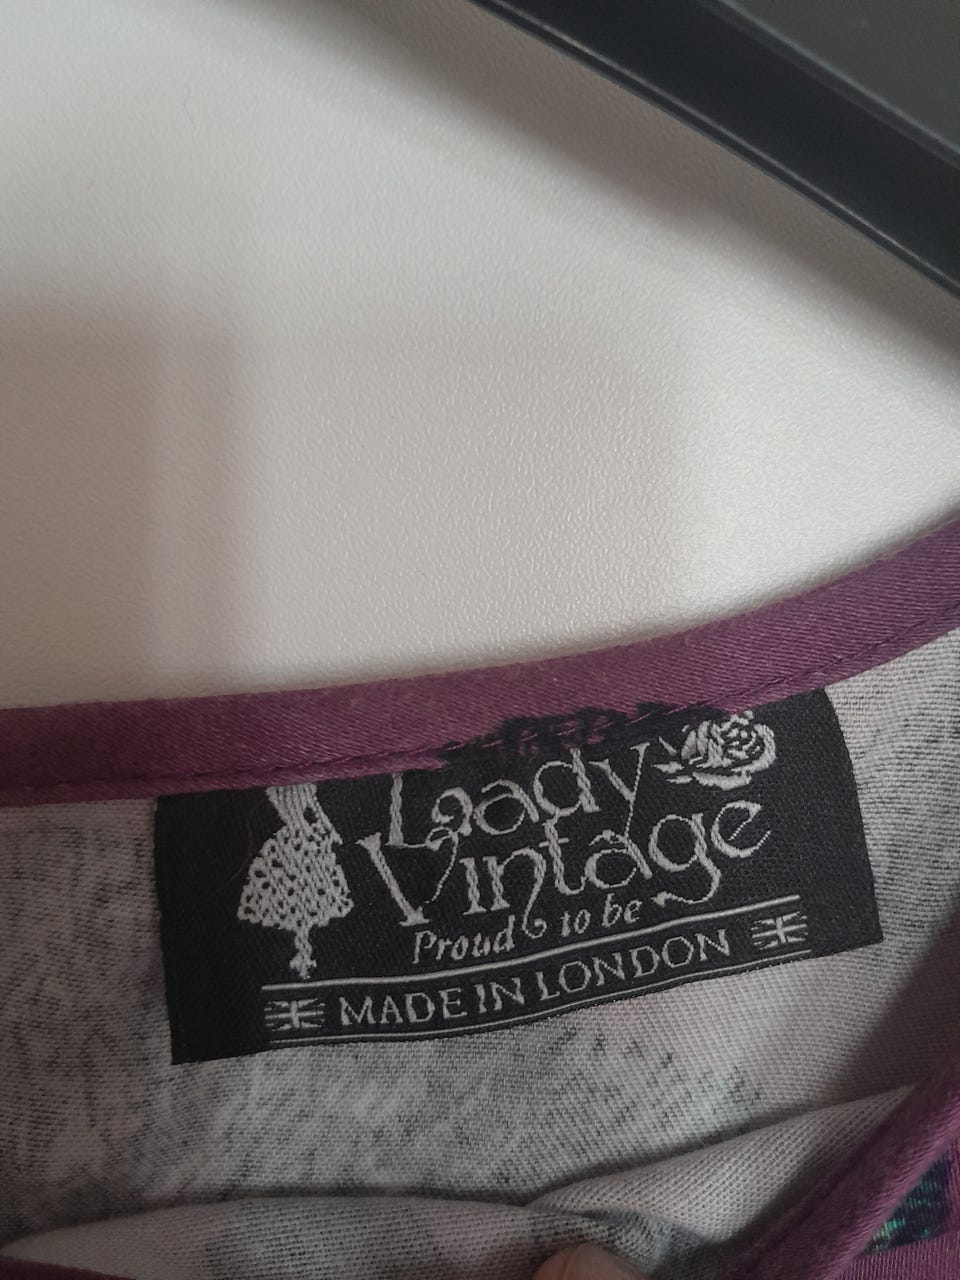 Lady
Vintage
Proud to be
MADE IN LONDON